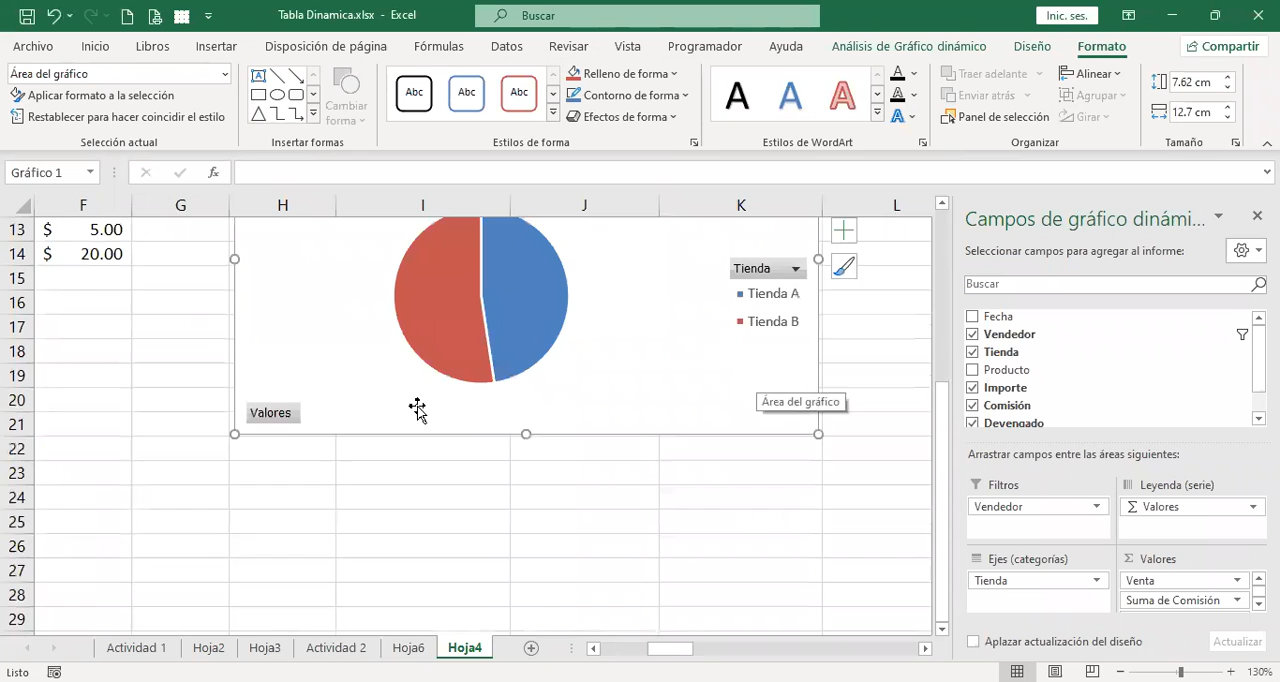 Tabla Dinamica.xlsx - Excel
Buscar
Inic. ses.
Archivo Inicio Libros Insertar Disposición de página Fórmulas Datos Revisar Vista Programador Ayuda Análisis de Gráfico dinámico Diseño Formato Compartir
Área del gráfico
Aplicar formato a la selección
Restablecer para hacer coincidir el estilo
Selección actual
Cambiar
forma
Insertar formas
Abc Abc Abc
Relleno de forma
Contorno de forma
Efectos de forma
Estilos de forma
A A A
A
A
A
Estilos de WordArt
Traer adelante
Enviar atrás
Panel de selección
Alinear
Agrupar
Girar
Organizar
7.62 cm
12.7 cm
Tamaño
Gráfico 1
fx
F G H I J K L
13 $ 5.00
14 $ 20.00
15
16
17
18
19
20
21
22
23
24
25
26
27
28
29
Tienda
Tienda A
Tienda B
Área del gráfico
Valores
Campos de gráfico dinámi...
Seleccionar campos para agregar al informe:
Buscar
Fecha
Vendedor
Tienda
Producto
Importe
Comisión
Devengado
Arrastrar campos entre las áreas siguientes:
Filtros
Vendedor
Leyenda (serie)
Σ Valores
Ejes (categorías)
Tienda
Σ Valores
Venta
Suma de Comisión
Aplazar actualización del diseño
Actualizar
Actividad 1 Hoja2 Hoja3 Actividad 2 Hoja6 Hoja4
Listo
130%